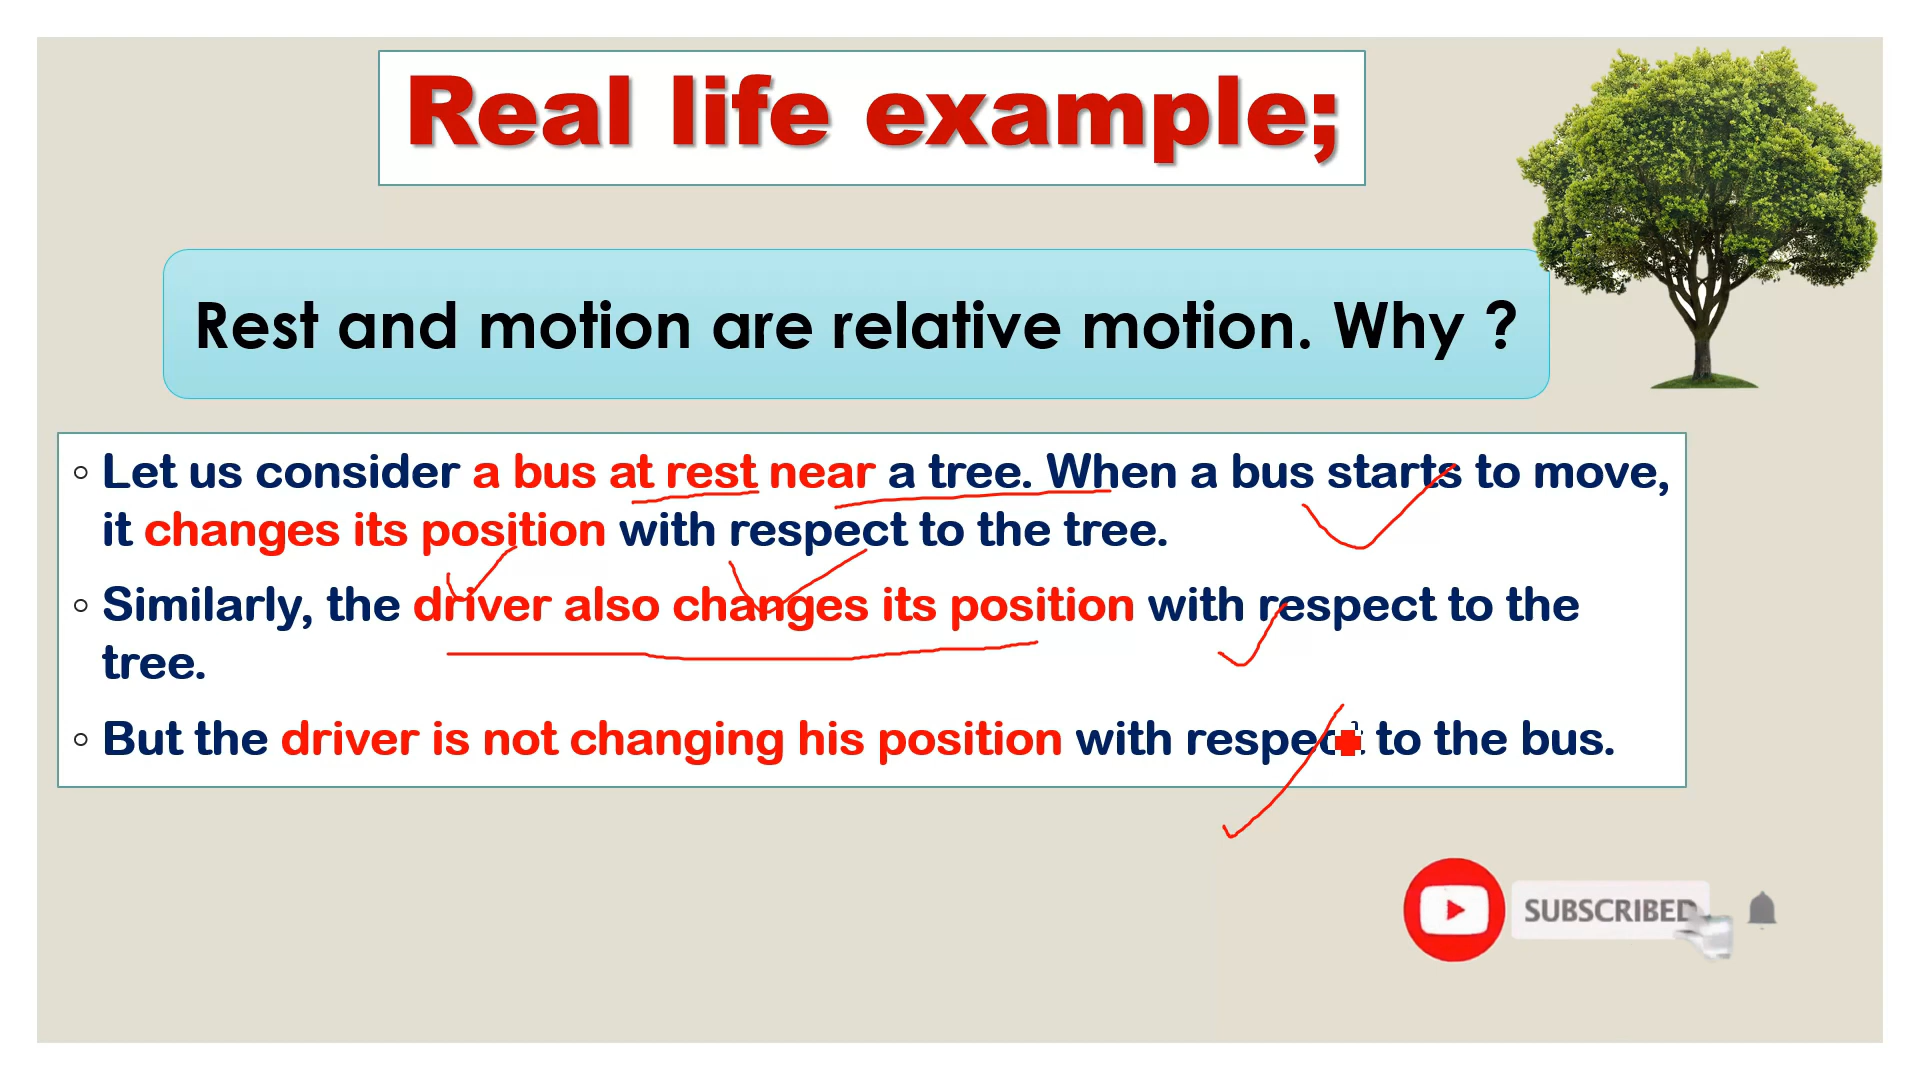 Real life example;
Rest and motion are relative motion. Why ?
Let us consider a bus at rest near a tree. When a bus starts to move,
it changes its position with respect to the tree.
Similarly, the driver also changes its position with respect to the
tree.
But the driver is not changing his position with respect to the bus.
SUBSCRIBED